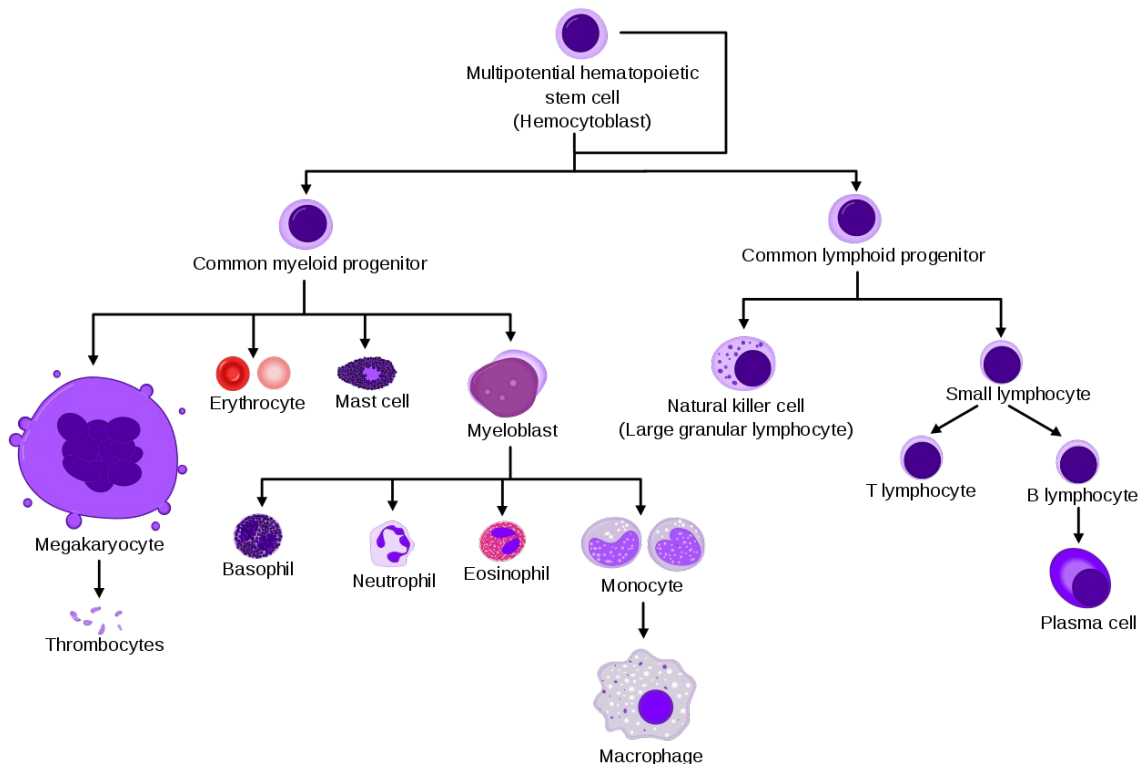 Multipotential hematopoietic
stem cell
(Hemocytoblast)
Common myeloid progenitor
Common lymphoid progenitor
Erythrocyte
Mast cell
Myeloblast
Natural killer cell
(Large granular lymphocyte)
Small lymphocyte
T lymphocyte
B lymphocyte
Megakaryocyte
Basophil
Neutrophil
Eosinophil
Monocyte
Plasma cell
Thrombocytes
Macrophage